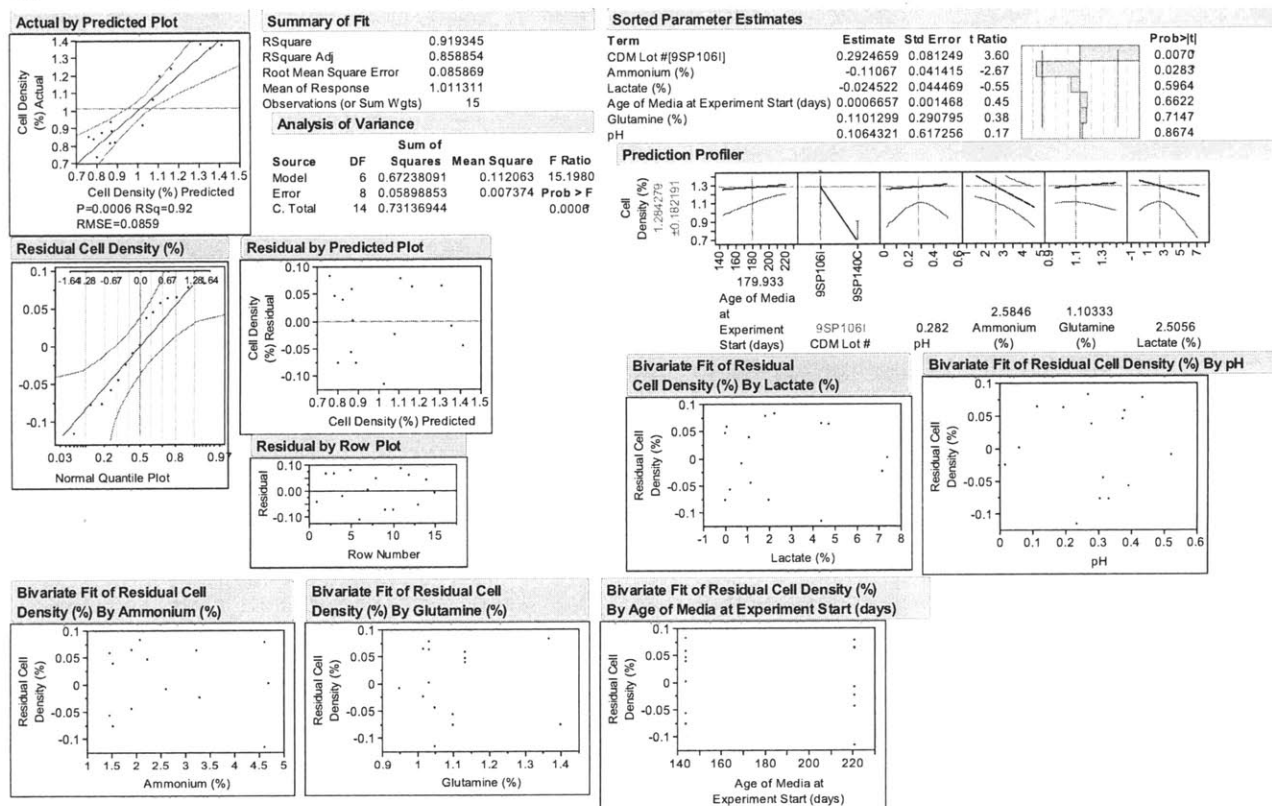 Actual by Predicted Plot
1.4
1.3
1.2
1.1
1
0.9
0.8
0.7
Cell Density
(%) Actual
0.7 0.8 0.9 1 1.1 1.2 1.3 1.4 1.5
Cell Density (%) Predicted
P=0.0006 RSq=0.92
RMSE=0.0859
Summary of Fit
RSquare 0.919345
RSquare Adj 0.858854
Root Mean Square Error 0.085869
Mean of Response 1.011311
Observations (or Sum Wgts) 15
Analysis of Variance
Sum of
Source DF Squares Mean Square F Ratio
Model 6 0.67238091 0.112063 15.1980
Error 8 0.05898853 0.007374 Prob > F
C. Total 14 0.73136944 0.0006*
Sorted Parameter Estimates
Term Estimate Std Error t Ratio Prob>|t|
CDM Lot #[9SP106I] 0.2924659 0.081249 3.60 0.0070*
Ammonium (%) -0.11067 0.041415 -2.67 0.0283*
Lactate (%) -0.024522 0.044469 -0.55 0.5964
Age of Media at Experiment Start (days) 0.0006657 0.001468 0.45 0.6622
Glutamine (%) 0.1101299 0.290795 0.38 0.7147
pH 0.1064321 0.617256 0.17 0.8674
Prediction Profiler
Cell
Density (%)
1.284279
±0.182191
1.3
1.1
0.9
0.7
140 160 180 200 220
9SP106I 9SP140C
0 0.2 0.4 0.6
1 2 3 4 5
0.9 1.1 1.3
-1 1 3 5 7
179.933
Age of Media
at
Experiment
Start (days)
9SP106I
CDM Lot #
0.282
pH
2.5846
Ammonium
(%)
1.10333
Glutamine
(%)
2.5056
Lactate (%)
Residual Cell Density (%)
0.1
0.05
0
-0.05
-0.1
-1.64 -1.28 -0.67 0.0 0.67 1.28 1.64
0.03 0.2 0.5 0.8 0.97
Normal Quantile Plot
Residual by Predicted Plot
0.10
0.05
0.00
-0.05
-0.10
Cell Density
(%) Residual
0.7 0.8 0.9 1 1.1 1.2 1.3 1.4 1.5
Cell Density (%) Predicted
Residual by Row Plot
0.10
0.00
-0.10
Residual
0 5 10 15
Row Number
Bivariate Fit of Residual
Cell Density (%) By Lactate (%)
0.1
0.05
0
-0.05
-0.1
Residual Cell
Density (%)
-1 0 1 2 3 4 5 6 7 8
Lactate (%)
Bivariate Fit of Residual Cell Density (%) By pH
0.1
0.05
0
-0.05
-0.1
Residual Cell
Density (%)
0 0.1 0.2 0.3 0.4 0.5 0.6
pH
Bivariate Fit of Residual Cell
Density (%) By Ammonium (%)
0.1
0.05
0
-0.05
-0.1
Residual Cell
Density (%)
1 1.5 2 2.5 3 3.5 4 4.5 5
Ammonium (%)
Bivariate Fit of Residual Cell
Density (%) By Glutamine (%)
0.1
0.05
0
-0.05
-0.1
Residual Cell
Density (%)
0.9 1 1.1 1.2 1.3 1.4
Glutamine (%)
Bivariate Fit of Residual Cell Density (%)
By Age of Media at Experiment Start (days)
0.1
0.05
0
-0.05
-0.1
Residual Cell
Density (%)
140 160 180 200 220
Age of Media at
Experiment Start (days)